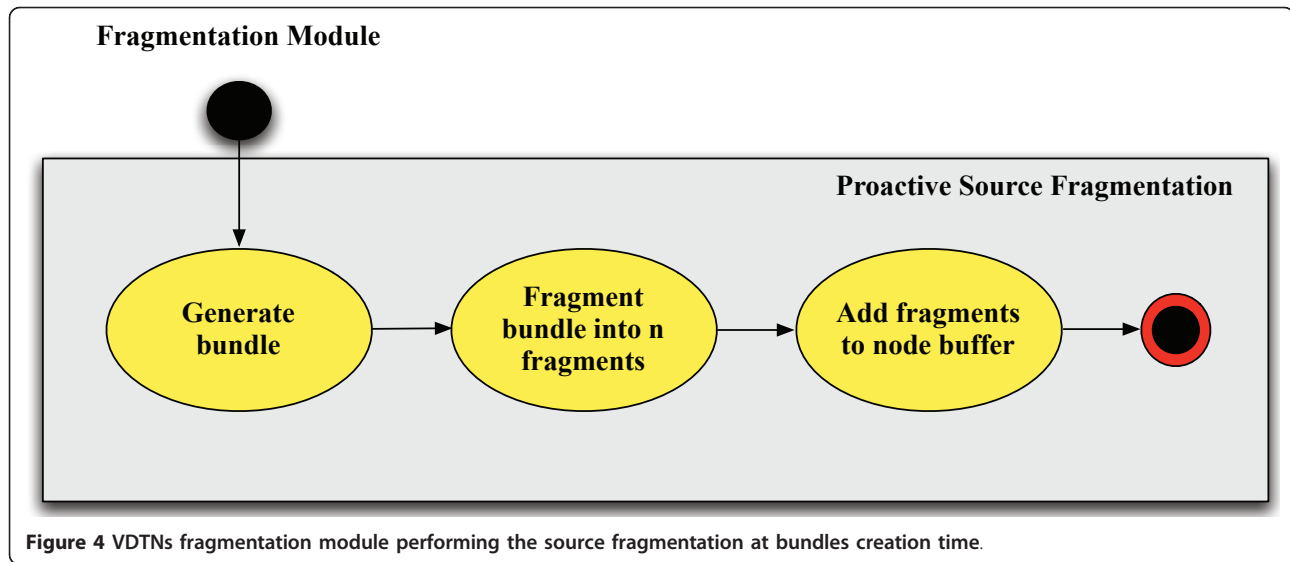 Fragmentation Module
Proactive Source Fragmentation
Generate
bundle
Fragment
bundle into n
fragments
Add fragments
to node buffer
Figure 4 VDTNs fragmentation module performing the source fragmentation at bundles creation time.